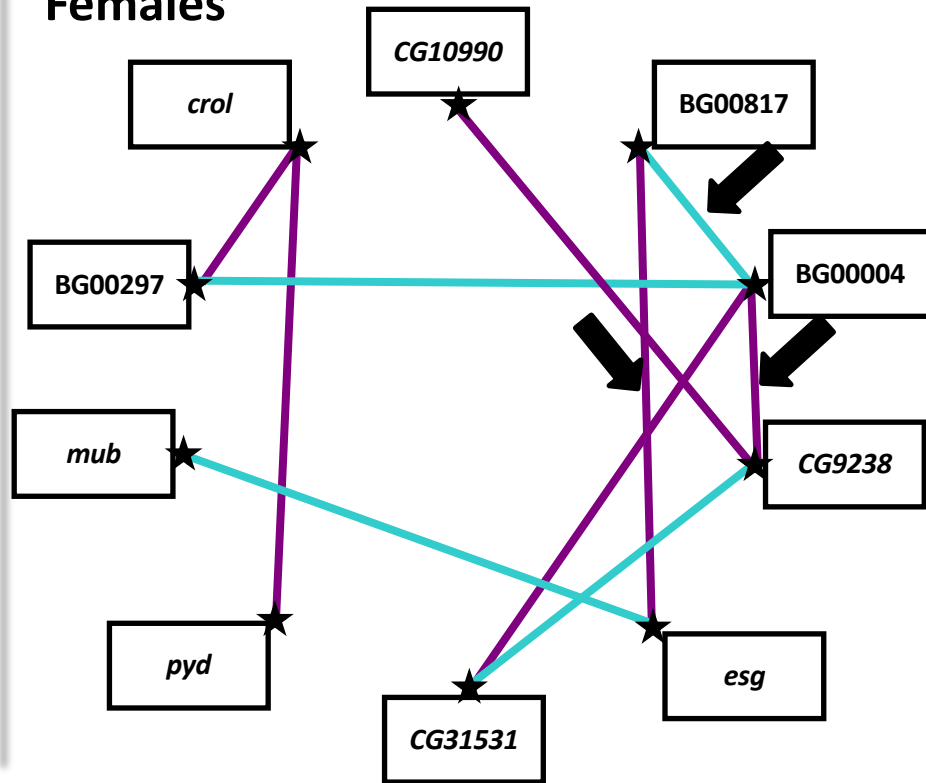 Females
CG10990
crol
BG00817
BG00297
BG00004
mub
CG9238
pyd
esg
CG31531